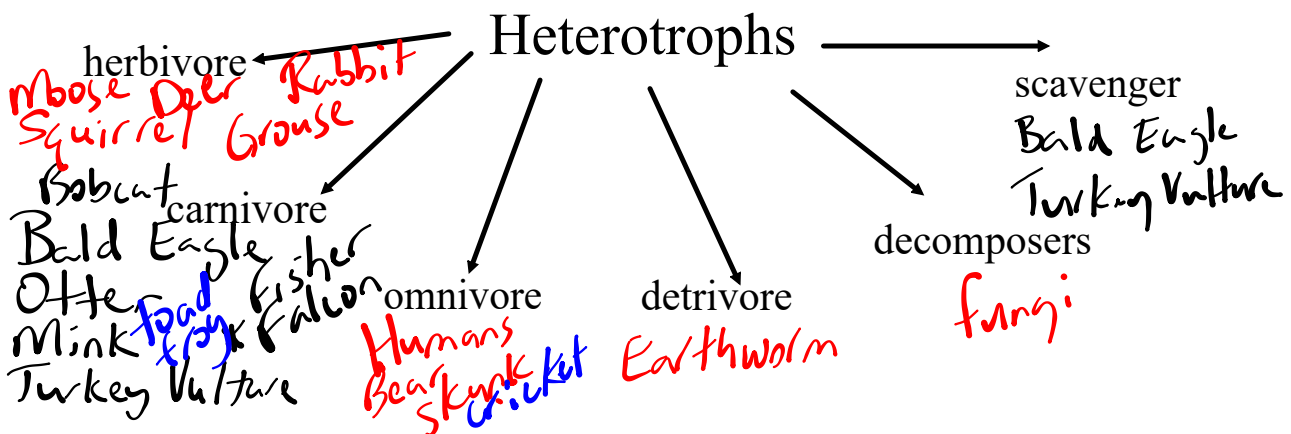 Heterotrophs
herbivore
Moose Deer Rabbit
Squirrel Grouse
scavenger
Bald Eagle
Turkey Vulture
Bobcat
carnivore
Bald Eagle
Otter Fisher
toad
Mink frog Falcon
Turkey Vulture
omnivore
Humans
Bear
Skunk cricket
detrivore
Earthworm
decomposers
fungi